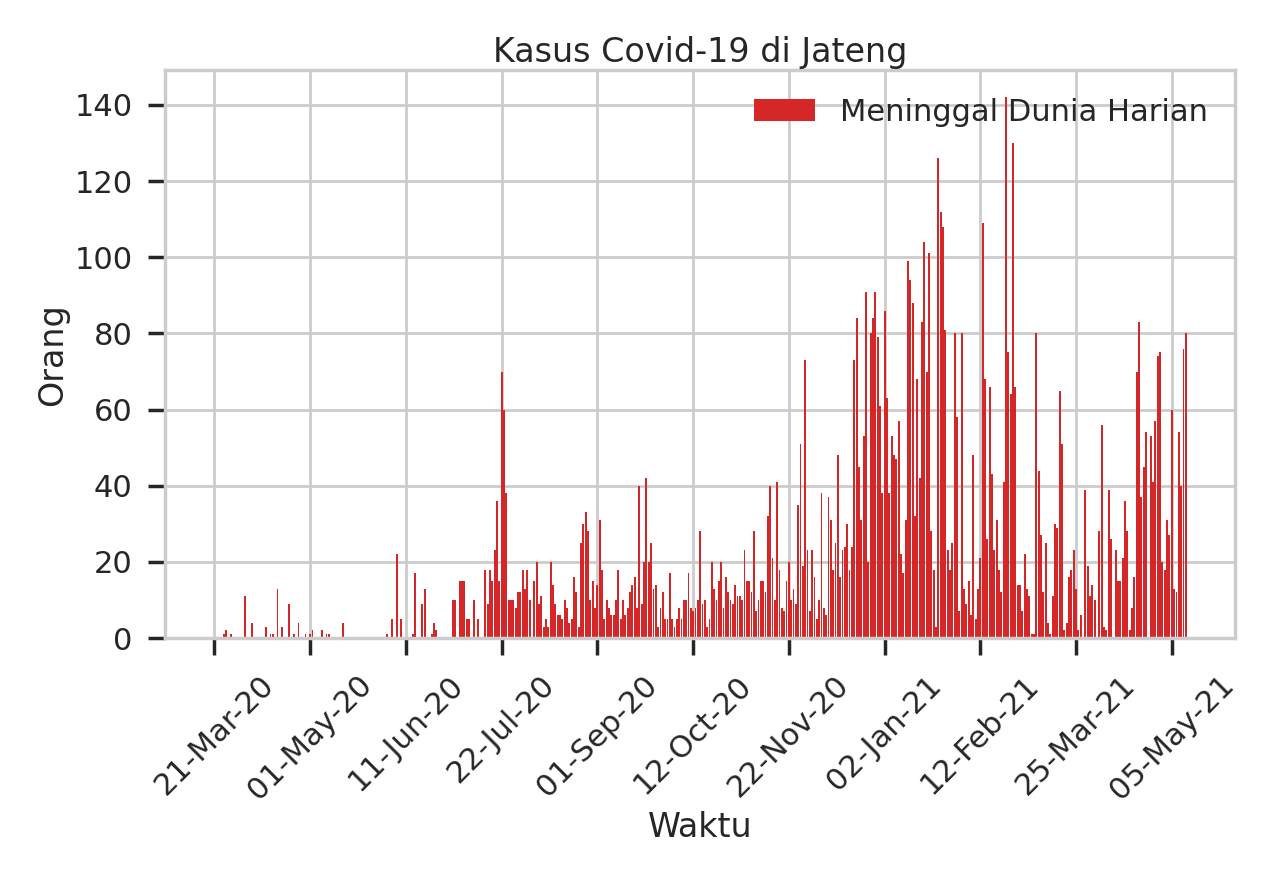 Kasus Covid-19 di Jateng
Meninggal Dunia Harian
140
120
100
80
60
40
20
0
Orang
21-Mar-20
01-May-20
11-Jun-20
22-Jul-20
01-Sep-20
12-Oct-20
22-Nov-20
02-Jan-21
12-Feb-21
25-Mar-21
05-May-21
Waktu